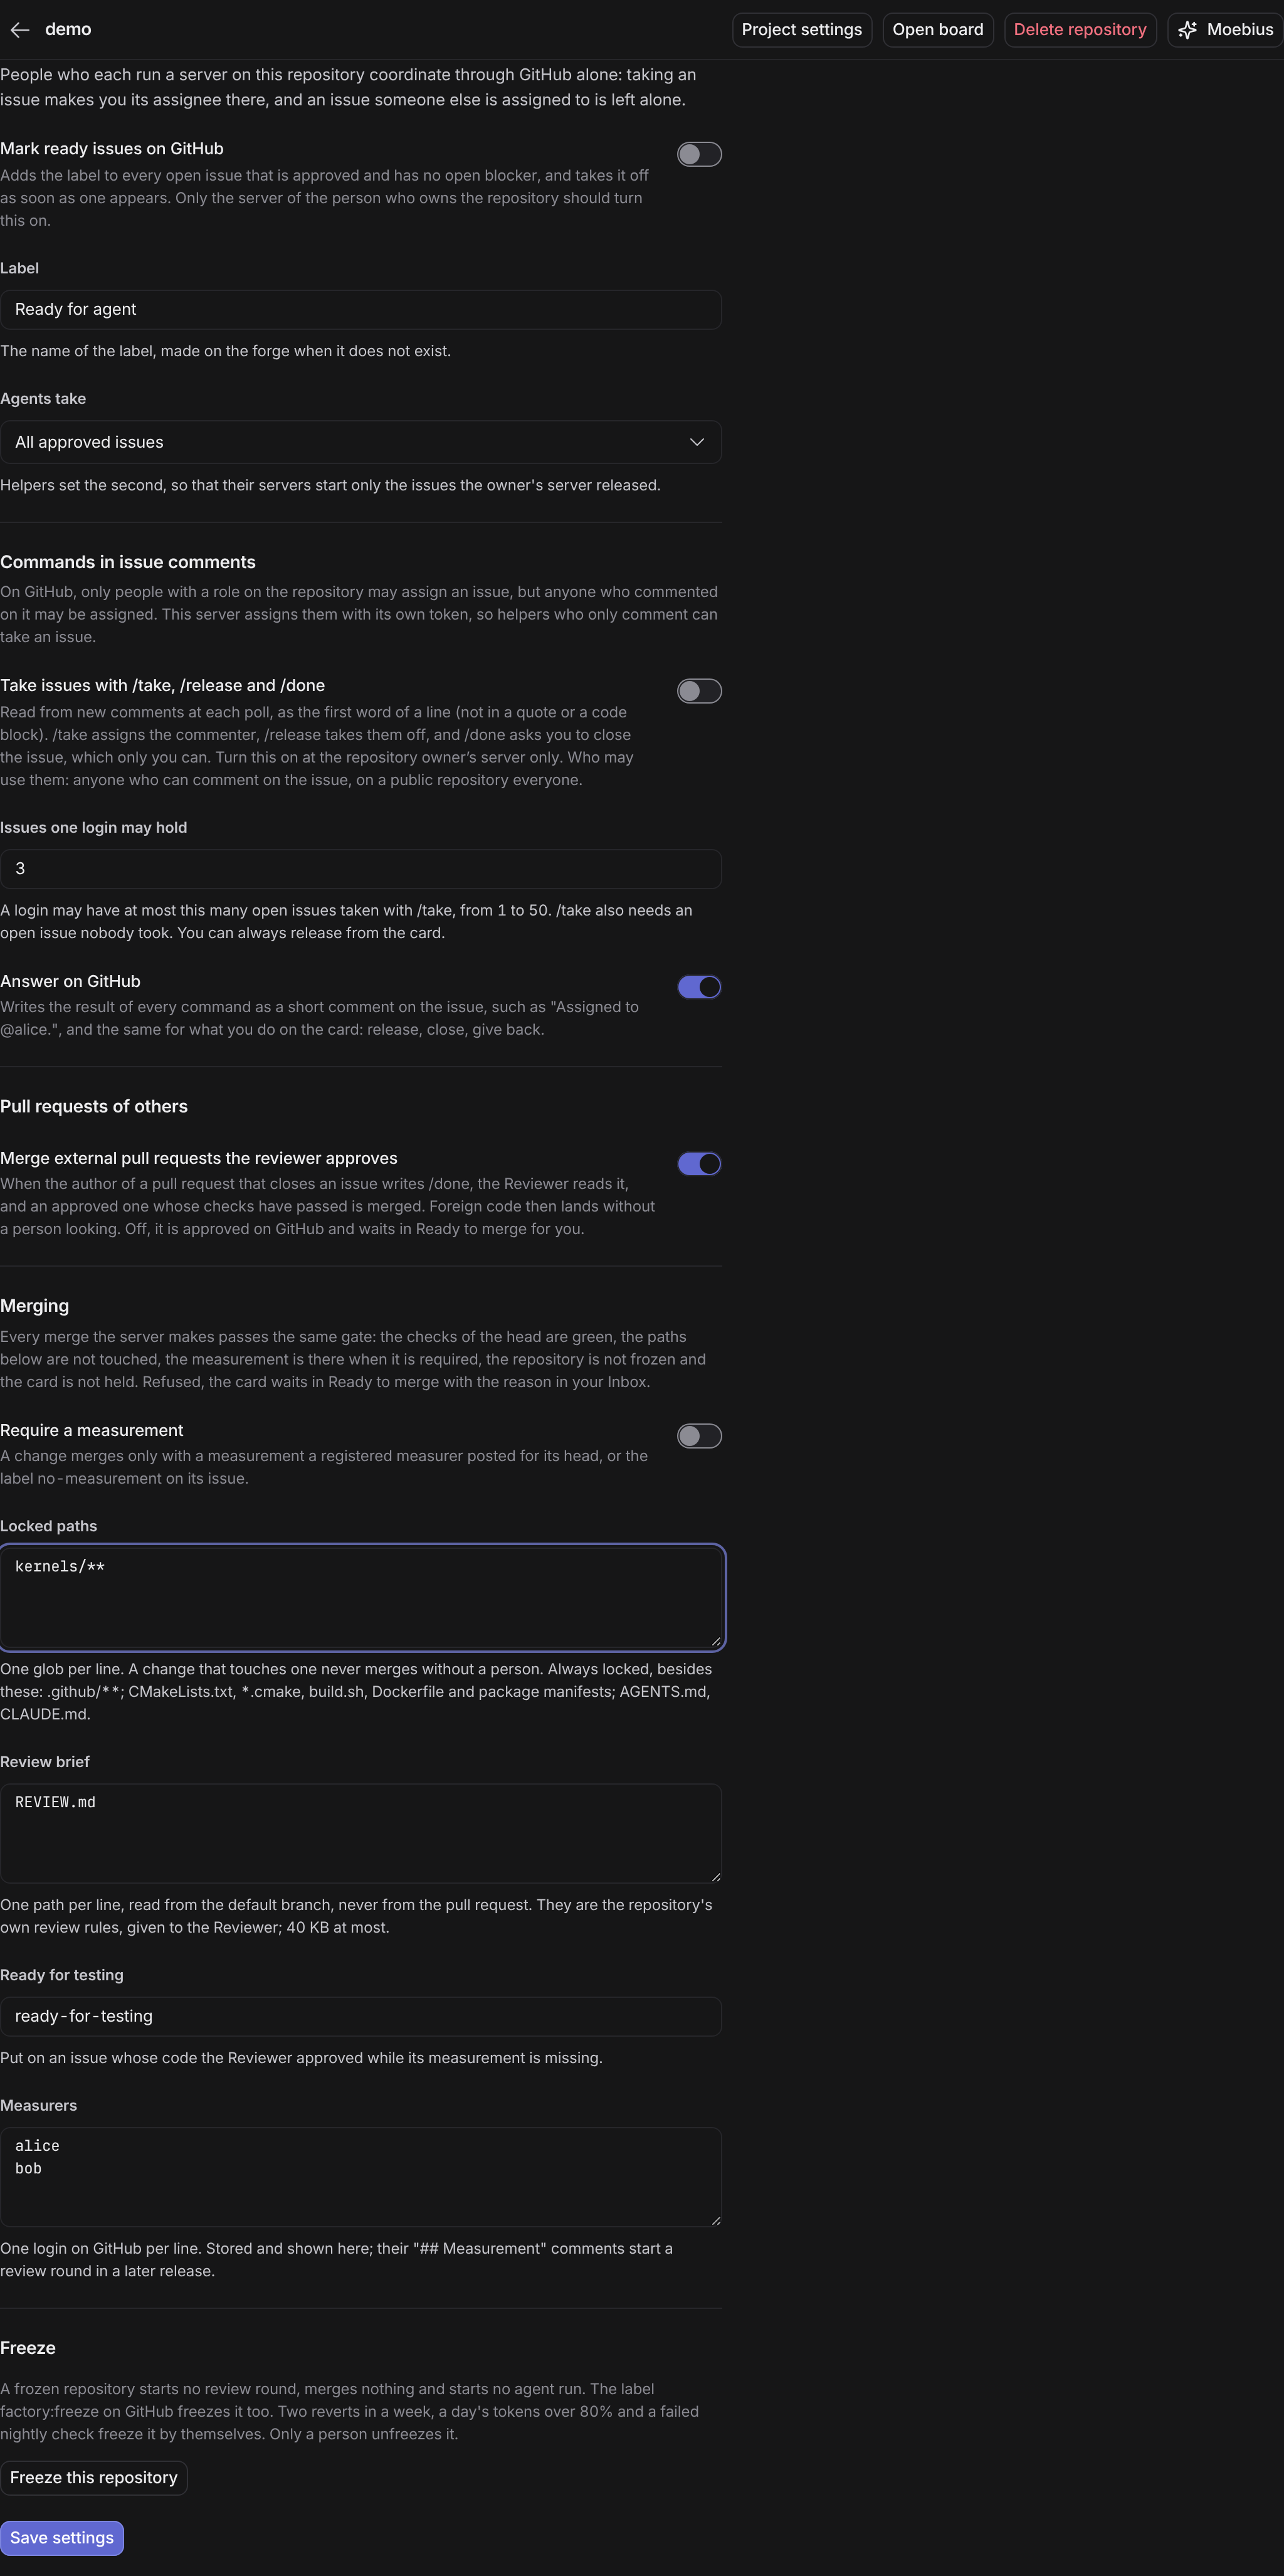 demo
Project settings
Open board
Delete repository
Moebius
People who each run a server on this repository coordinate through GitHub alone: taking an
issue makes you its assignee there, and an issue someone else is assigned to is left alone.
Mark ready issues on GitHub
Adds the label to every open issue that is approved and has no open blocker, and takes it off
as soon as one appears. Only the server of the person who owns the repository should turn
this on.
Label
Ready for agent
The name of the label, made on the forge when it does not exist.
Agents take
All approved issues
Helpers set the second, so that their servers start only the issues the owner's server released.
Commands in issue comments
On GitHub, only people with a role on the repository may assign an issue, but anyone who commented
on it may be assigned. This server assigns them with its own token, so helpers who only comment can
take an issue.
Take issues with /take, /release and /done
Read from new comments at each poll, as the first word of a line (not in a quote or a code
block). /take assigns the commenter, /release takes them off, and /done asks you to close
the issue, which only you can. Turn this on at the repository owner’s server only. Who may
use them: anyone who can comment on the issue, on a public repository everyone.
Issues one login may hold
3
A login may have at most this many open issues taken with /take, from 1 to 50. /take also needs an
open issue nobody took. You can always release from the card.
Answer on GitHub
Writes the result of every command as a short comment on the issue, such as "Assigned to
@alice.", and the same for what you do on the card: release, close, give back.
Pull requests of others
Merge external pull requests the reviewer approves
When the author of a pull request that closes an issue writes /done, the Reviewer reads it,
and an approved one whose checks have passed is merged. Foreign code then lands without
a person looking. Off, it is approved on GitHub and waits in Ready to merge for you.
Merging
Every merge the server makes passes the same gate: the checks of the head are green, the paths
below are not touched, the measurement is there when it is required, the repository is not frozen and
the card is not held. Refused, the card waits in Ready to merge with the reason in your Inbox.
Require a measurement
A change merges only with a measurement a registered measurer posted for its head, or the
label no-measurement on its issue.
Locked paths
kernels/**
One glob per line. A change that touches one never merges without a person. Always locked, besides
these: .github/**; CMakeLists.txt, *.cmake, build.sh, Dockerfile and package manifests; AGENTS.md,
CLAUDE.md.
Review brief
REVIEW.md
One path per line, read from the default branch, never from the pull request. They are the repository's
own review rules, given to the Reviewer; 40 KB at most.
Ready for testing
ready-for-testing
Put on an issue whose code the Reviewer approved while its measurement is missing.
Measurers
alice
bob
One login on GitHub per line. Stored and shown here; their "## Measurement" comments start a
review round in a later release.
Freeze
A frozen repository starts no review round, merges nothing and starts no agent run. The label
factory:freeze on GitHub freezes it too. Two reverts in a week, a day's tokens over 80% and a failed
nightly check freeze it by themselves. Only a person unfreezes it.
Freeze this repository
Save settings